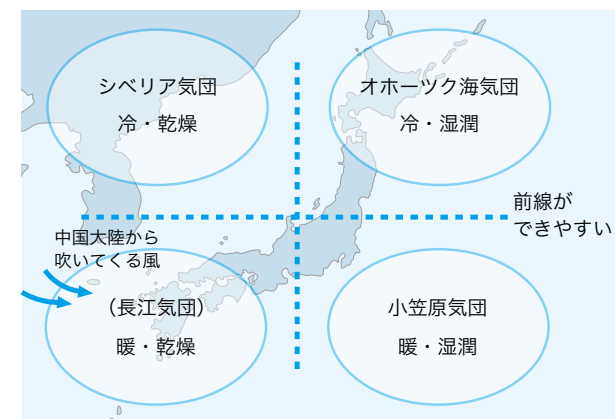 シベリア気団
冷・乾燥
オホーツク海気団
冷・湿潤
前線が
できやすい
中国大陸から
吹いてくる風
（長江気団）
暖・乾燥
小笠原気団
暖・湿潤